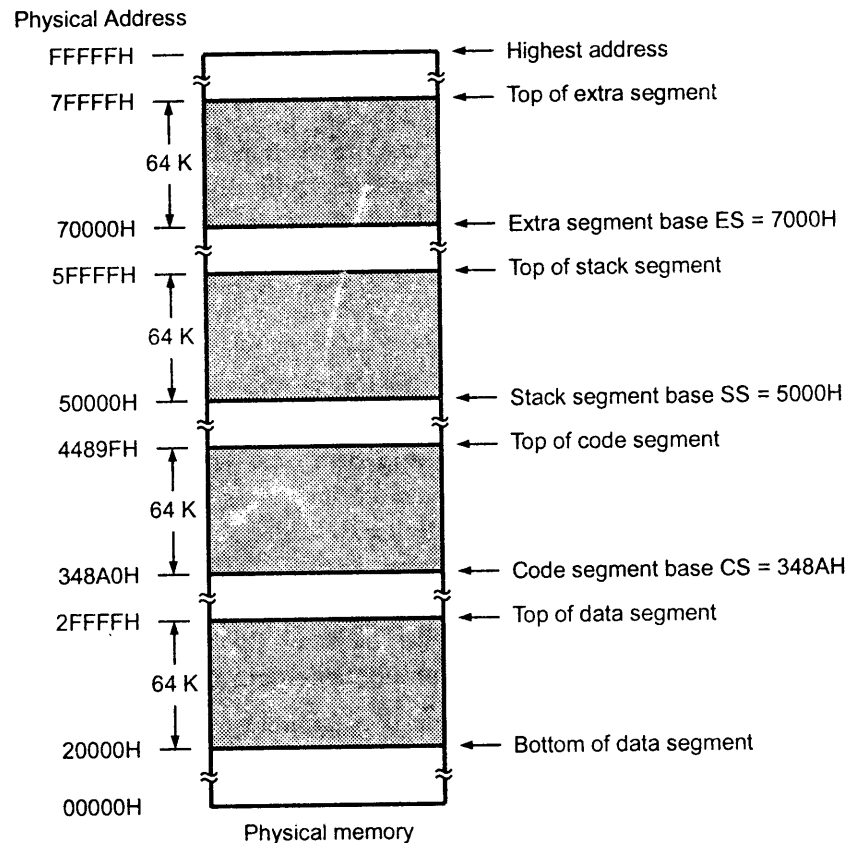 Physical Address
FFFFFH Highest address
7FFFFH Top of extra segment
64 K
70000H Extra segment base ES = 7000H
5FFFFH Top of stack segment
64 K
50000H Stack segment base SS = 5000H
4489FH Top of code segment
64 K
348A0H Code segment base CS = 348AH
2FFFFH Top of data segment
64 K
20000H Bottom of data segment
00000H
Physical memory